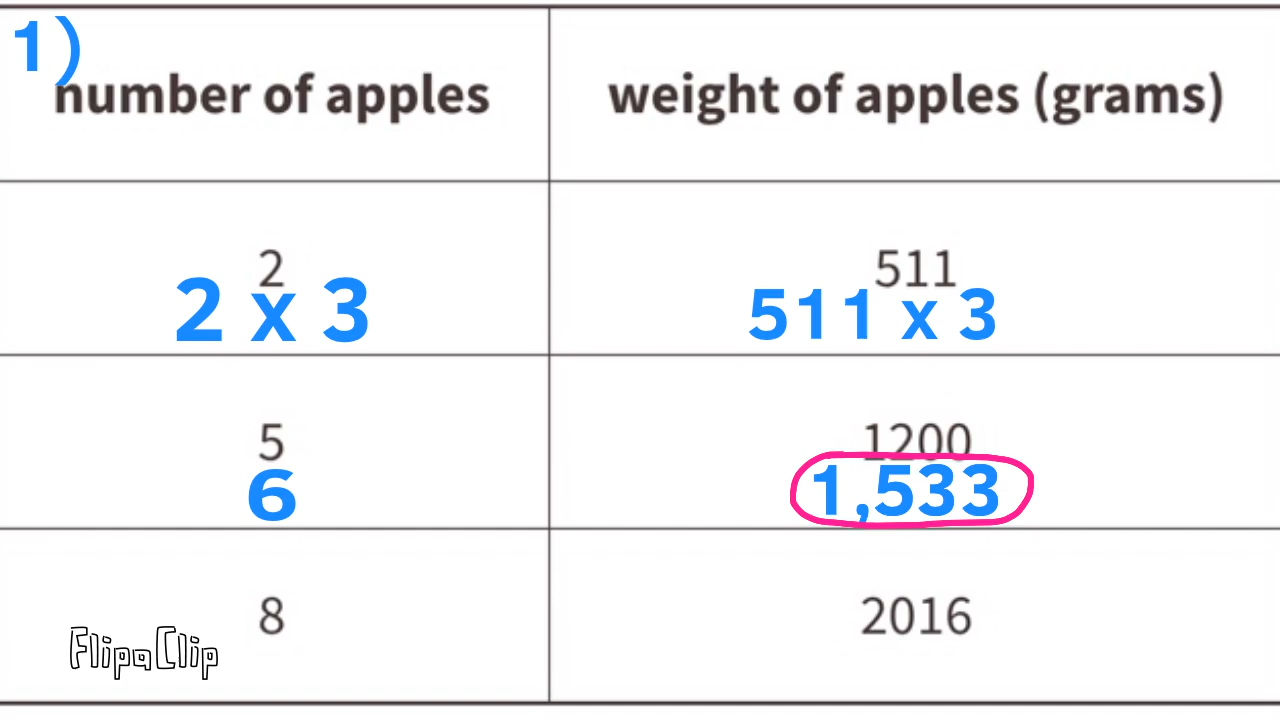 1)
number of apples weight of apples (grams)
2 511
2 x 3 511 x 3
5 1200
6 1,533
8 2016
FlipaClip